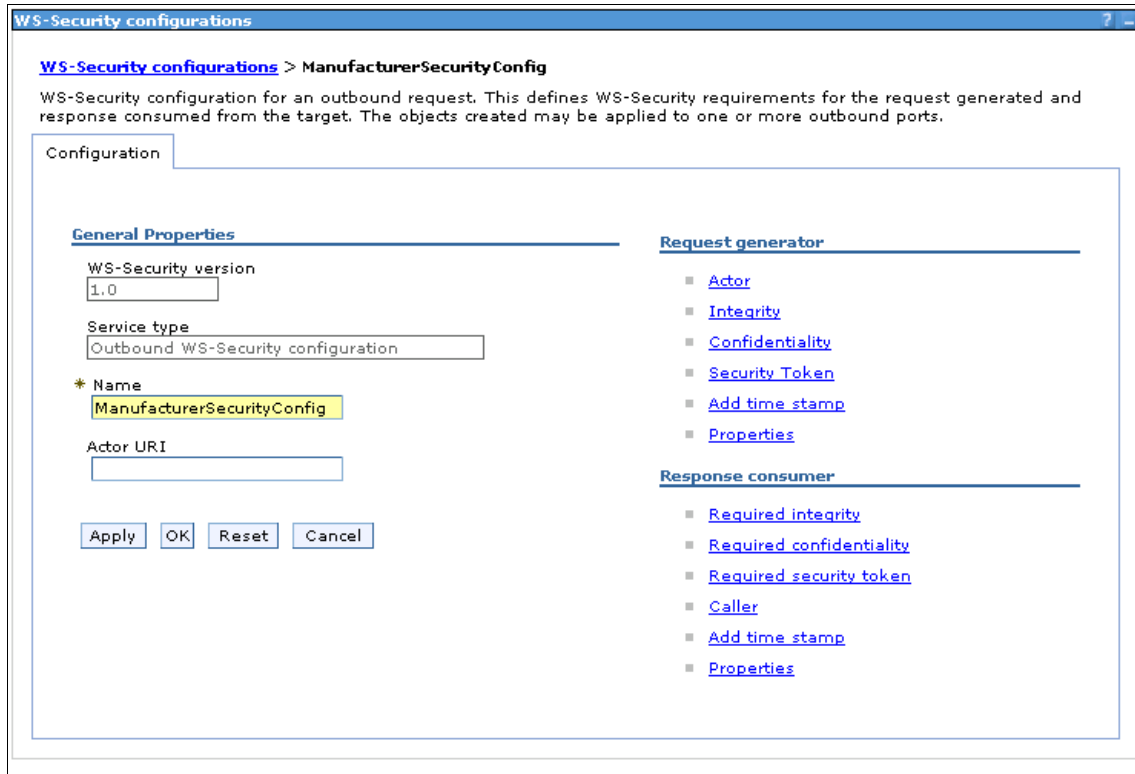 WS-Security configurations ? _
WS-Security configurations > ManufacturerSecurityConfig
WS-Security configuration for an outbound request. This defines WS-Security requirements for the request generated and
response consumed from the target. The objects created may be applied to one or more outbound ports.
Configuration
General Properties
WS-Security version
1.0
Service type
Outbound WS-Security configuration
* Name
ManufacturerSecurityConfig
Actor URI
Apply OK Reset Cancel
Request generator
Actor
Integrity
Confidentiality
Security Token
Add time stamp
Properties
Response consumer
Required integrity
Required confidentiality
Required security token
Caller
Add time stamp
Properties